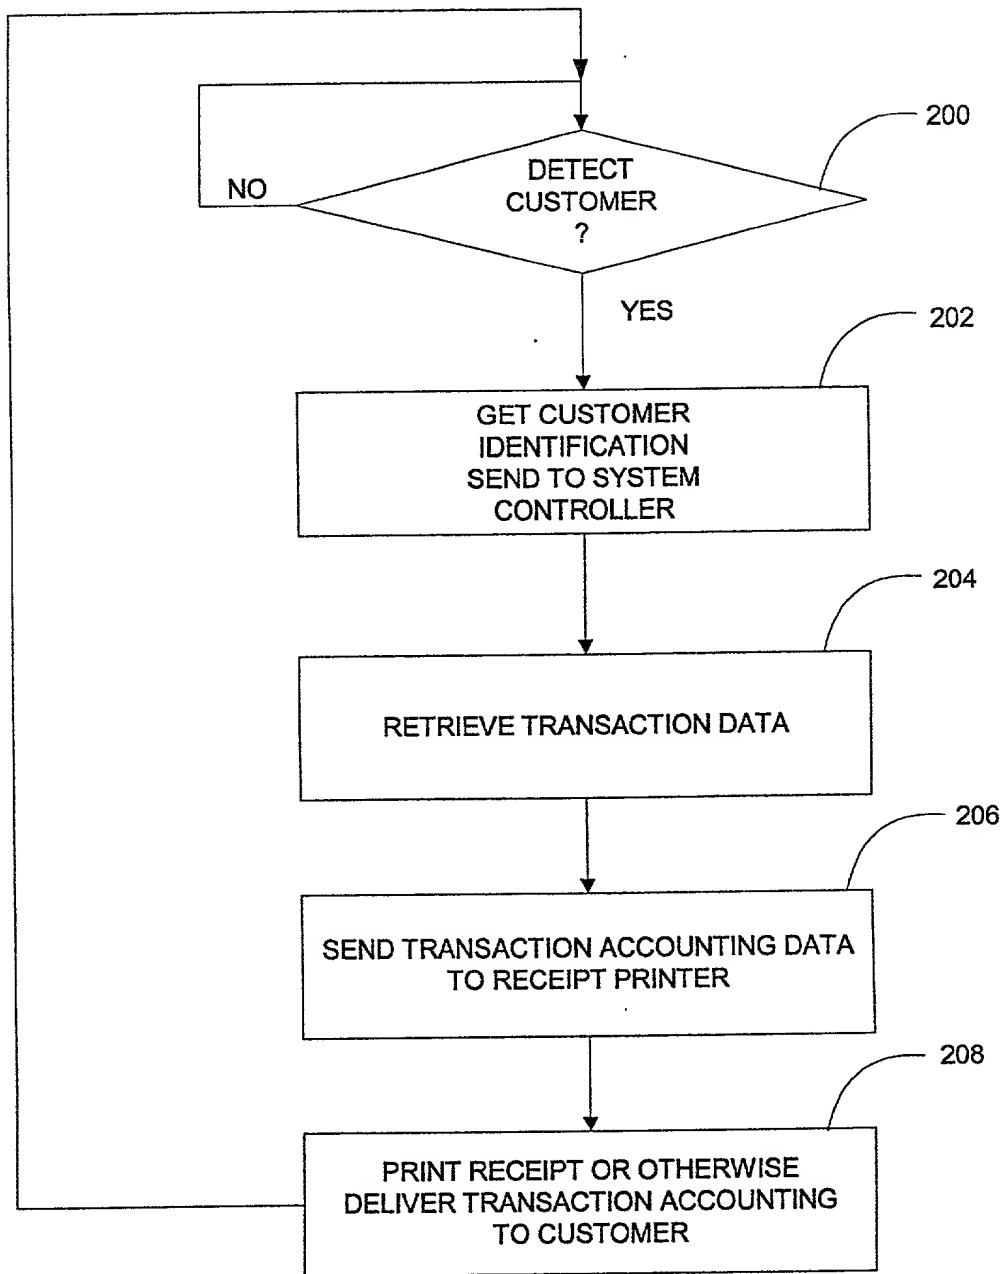 200
DETECT
CUSTOMER
?
NO
YES
202
GET CUSTOMER
IDENTIFICATION
SEND TO SYSTEM
CONTROLLER
204
RETRIEVE TRANSACTION DATA
206
SEND TRANSACTION ACCOUNTING DATA
TO RECEIPT PRINTER
208
PRINT RECEIPT OR OTHERWISE
DELIVER TRANSACTION ACCOUNTING
TO CUSTOMER